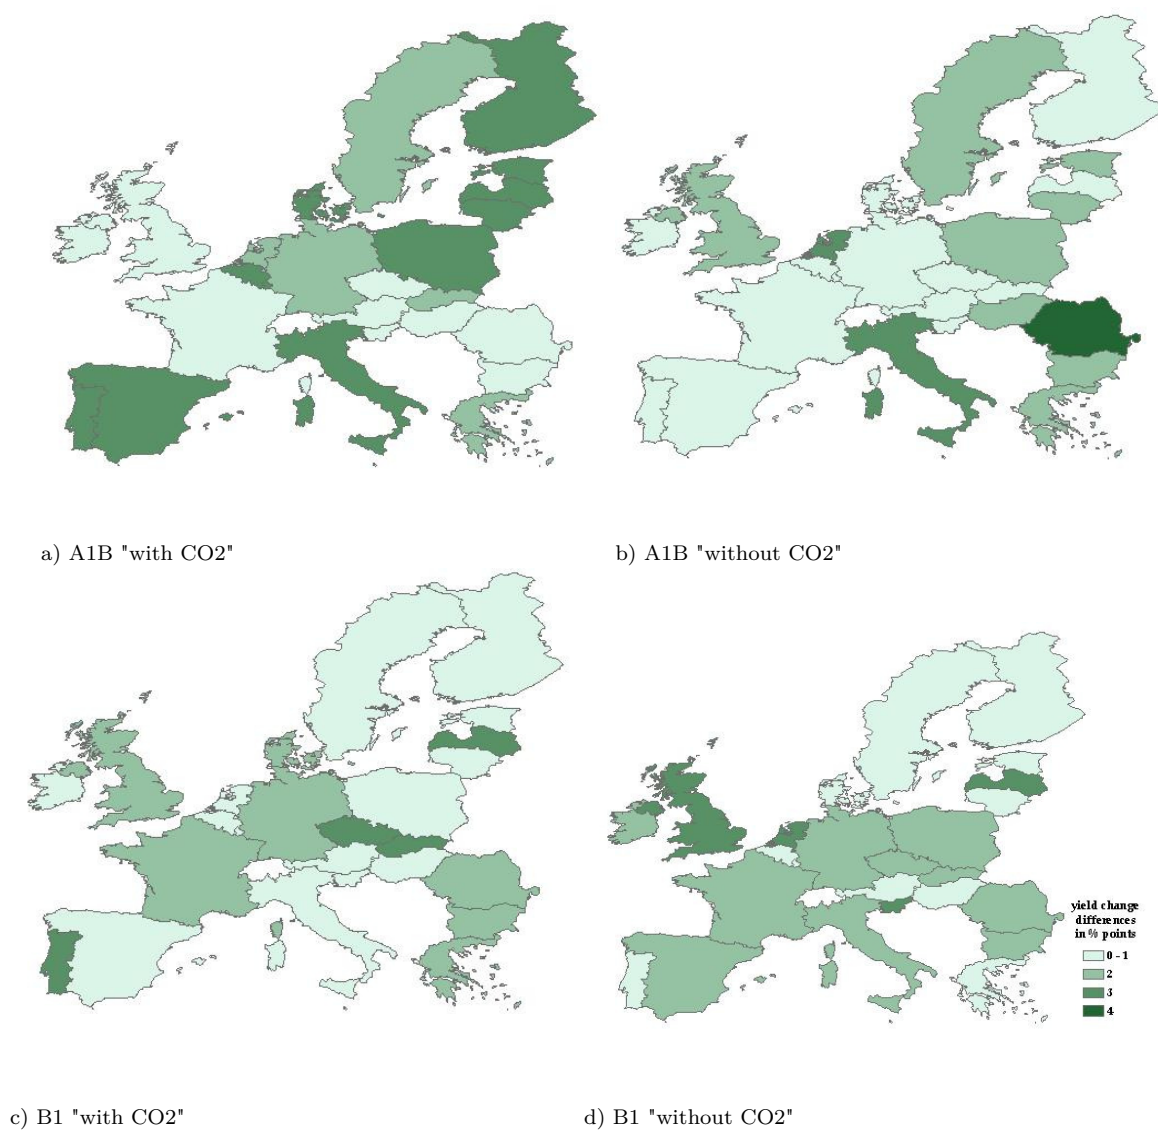 a) A1B "with CO2"
b) A1B "without CO2"
yield change
differences
in % points
0 - 1
2
3
4
c) B1 "with CO2"
d) B1 "without CO2"